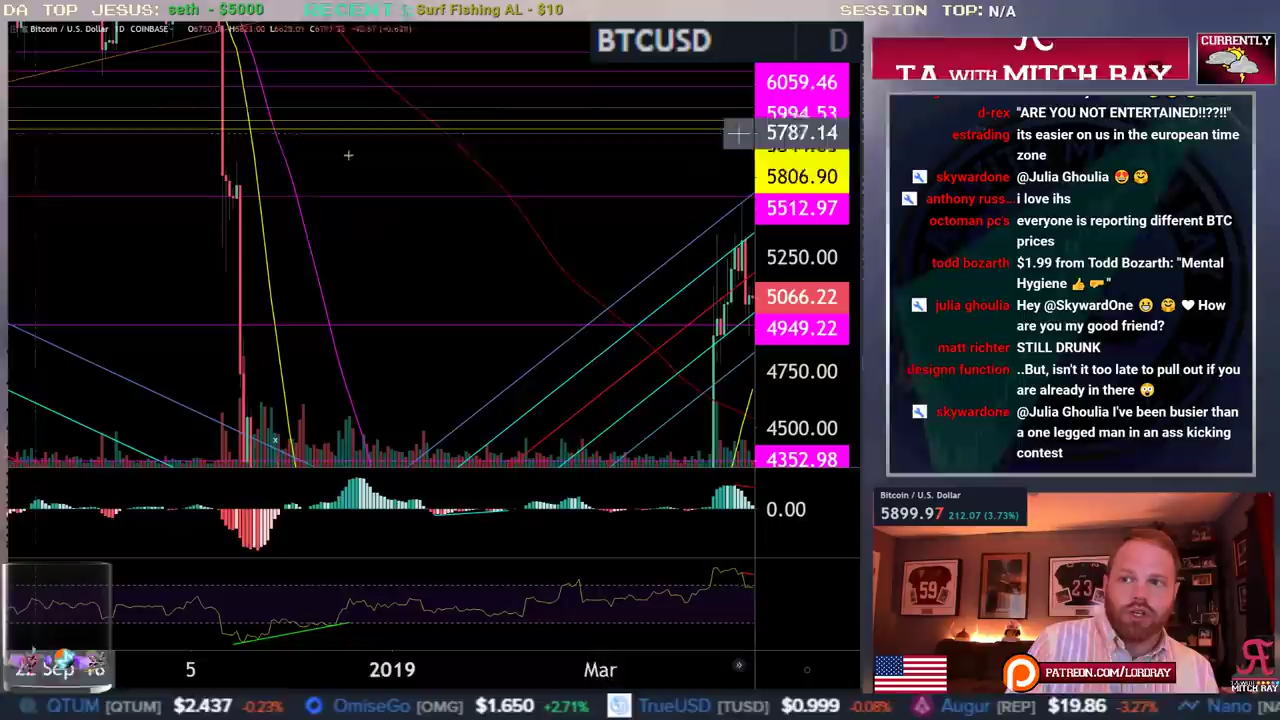 DA TOP JESUS: seth - $5000
RECENT
Surf Fishing AL - $10
SESSION TOP: N/A
Bitcoin / U.S. Dollar
COINBASE
BTCUSD
D
6059.46
5994.53
5787.14
5806.90
5512.97
5250.00
5066.22
4949.22
4750.00
4500.00
4352.98
0.00
x
5
2019
Mar
T.A. WITH MITCH RAY
CURRENTLY
d-rex "ARE YOU NOT ENTERTAINED!!??!!"
estrading its easier on us in the european time
zone
skywardone @Julia Ghoulia 😍 🤗
anthony russ... i love ihs
octoman pc's everyone is reporting different BTC
prices
todd bozarth $1.99 from Todd Bozarth: "Mental
Hygiene 👍 🤜"
julia ghoulia Hey @SkywardOne 😀 🤗 ❤ How
are you my good friend?
matt richter STILL DRUNK
designn function ..But, isn't it too late to pull out if you
are already in there 😳
skywardone @Julia Ghoulia I've been busier than
a one legged man in an ass kicking
contest
Bitcoin / U.S. Dollar
5899.97 212.07 (3.73%)
59
23
PATREON.COM/LORDRAY
MITCH RAY
QTUM [QTUM] $2.437 -0.23%
OmiseGo [OMG] $1.650 +2.71%
TrueUSD [TUSD] $0.999 -0.08%
Augur [REP] $19.86 -3.27%
Nano